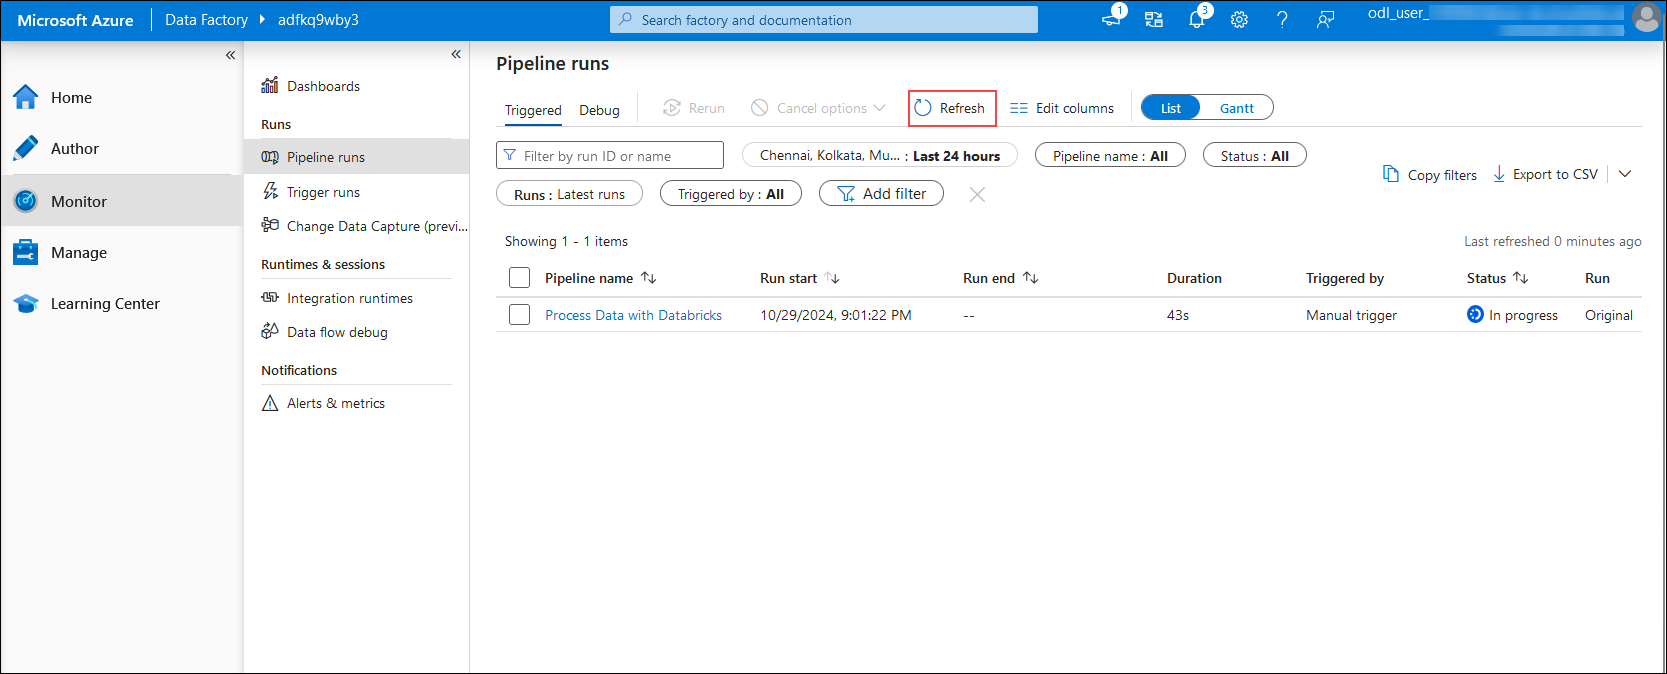 Microsoft Azure
Data Factory
adfkq9wby3
Search factory and documentation
1
3
odl_user_
Home
Author
Monitor
Manage
Learning Center
Dashboards
Runs
Pipeline runs
Trigger runs
Change Data Capture (previ...
Runtimes & sessions
Integration runtimes
Data flow debug
Notifications
Alerts & metrics
Pipeline runs
Triggered Debug Rerun Cancel options Refresh Edit columns List Gantt
Filter by run ID or name Chennai, Kolkata, Mu... : Last 24 hours Pipeline name : All Status : All
Copy filters Export to CSV
Runs : Latest runs Triggered by : All Add filter
Showing 1 - 1 items
Last refreshed 0 minutes ago
Pipeline name Run start Run end Duration Triggered by Status Run
Process Data with Databricks 10/29/2024, 9:01:22 PM -- 43s Manual trigger In progress Original